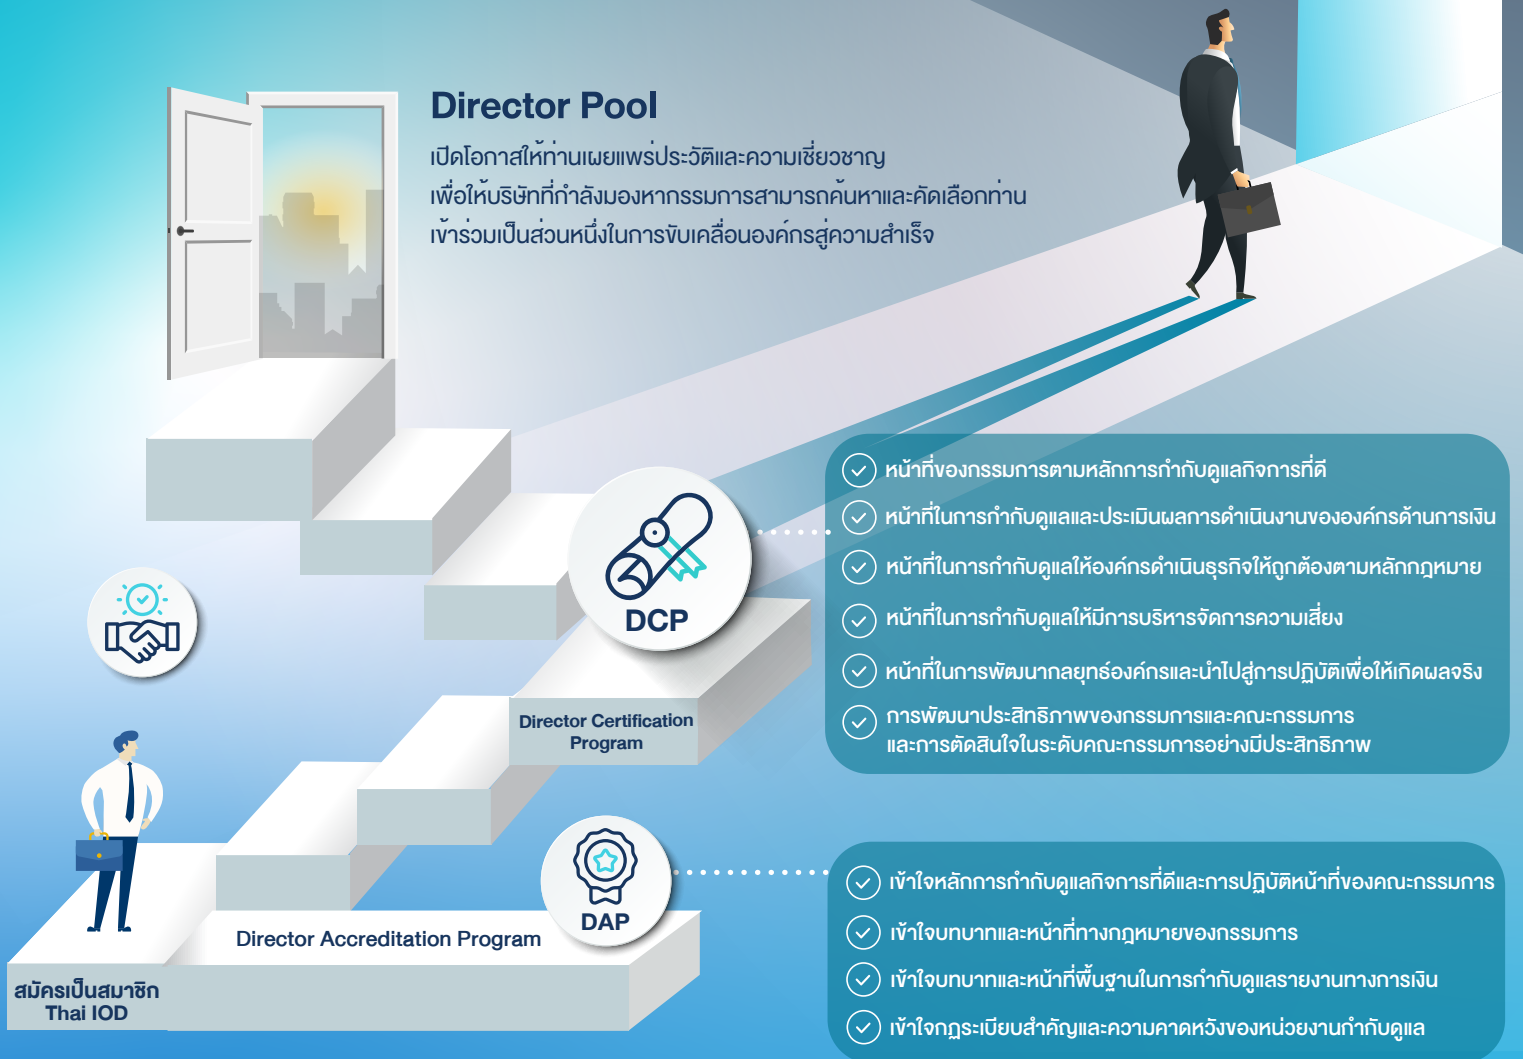 Director Pool
เปิดโอกาสให้ท่านเผยแพร่ประวัติและความเชี่ยวชาญ
เพื่อให้บริษัทที่กำลังมองหากรรมการสามารถค้นหาและคัดเลือกท่าน
เข้าร่วมเป็นส่วนหนึ่งในการขับเคลื่อนองค์กรสู่ความสำเร็จ
DCP
Director Certification
Program
หน้าที่ของกรรมการตามหลักการกำกับดูแลกิจการที่ดี
หน้าที่ในการกำกับดูแลและประเมินผลการดำเนินงานขององค์กรด้านการเงิน
หน้าที่ในการกำกับดูแลให้องค์กรดำเนินธุรกิจให้ถูกต้องตามหลักกฎหมาย
หน้าที่ในการกำกับดูแลให้มีการบริหารจัดการความเสี่ยง
หน้าที่ในการพัฒนากลยุทธ์องค์กรและนำไปสู่การปฏิบัติเพื่อให้เกิดผลจริง
การพัฒนาประสิทธิภาพของกรรมการและคณะกรรมการ
และการตัดสินใจในระดับคณะกรรมการอย่างมีประสิทธิภาพ
DAP
Director Accreditation Program
เข้าใจหลักการกำกับดูแลกิจการที่ดีและการปฏิบัติหน้าที่ของคณะกรรมการ
เข้าใจบทบาทและหน้าที่ทางกฎหมายของกรรมการ
เข้าใจบทบาทและหน้าที่พื้นฐานในการกำกับดูแลรายงานทางการเงิน
เข้าใจกฎระเบียบสำคัญและความคาดหวังของหน่วยงานกำกับดูแล
สมัครเป็นสมาชิก
Thai IOD